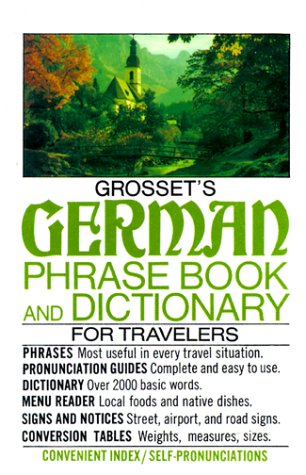 GROSSET'S
GERMAN
PHRASE BOOK
AND DICTIONARY
FOR TRAVELERS
PHRASES Most useful in every travel situation.
PRONUNCIATION GUIDES Complete and easy to use.
DICTIONARY Over 2000 basic words.
MENU READER Local foods and native dishes.
SIGNS AND NOTICES Street, airport, and road signs.
CONVERSION TABLES Weights, measures, sizes.
CONVENIENT INDEX/SELF-PRONUNCIATIONS